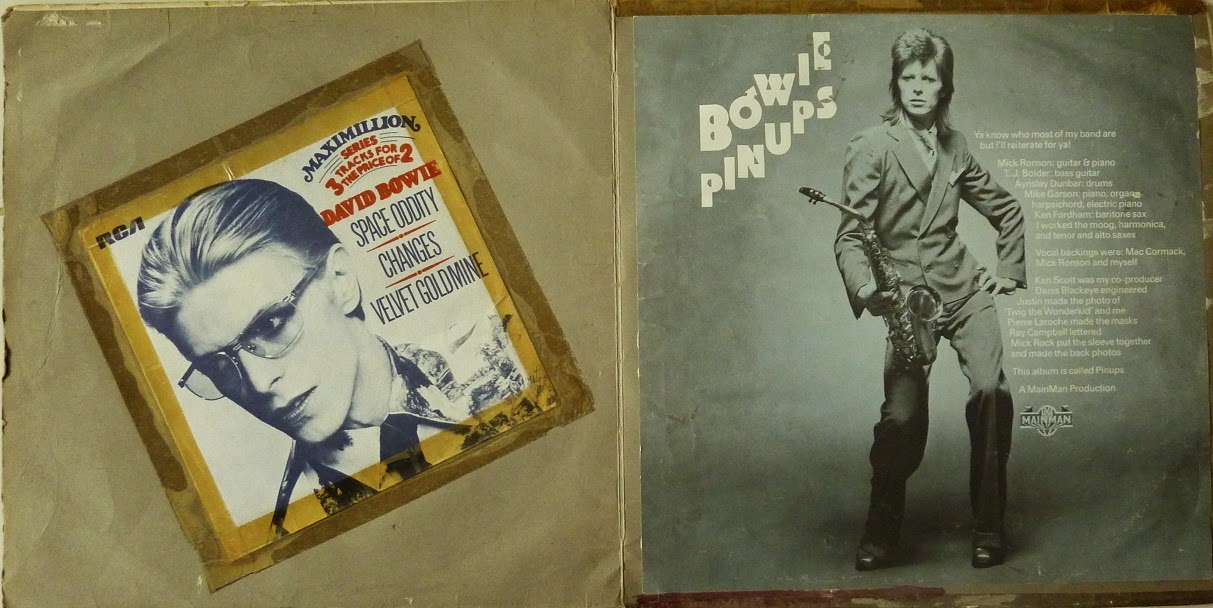 RCA
MAXIMILLION
SERIES
3 TRACKS FOR
THE PRICE OF 2
DAVID BOWIE
SPACE ODDITY
CHANGES
VELVET GOLDMINE
BOWIE
PINUPS
Ya know who most of my band are
but I'll reiterate for ya!
Mick Ronson: guitar & piano
T. J. Bolder: bass guitar
Aynsley Dunbar: drums
Mike Garson: piano, organ,
harpsichord, electric piano
Ken Fordham: baritone sax
I worked the moog, harmonica,
and tenor and alto saxes
Vocal backings were: Mac Cormack,
Mick Ronson and myself
Ken Scott was my co-producer
Denis Blackeye engineered
Justin made the photo of
'Twig the Wonderkid' and me
Pierre Laroche made the masks
Ray Campbell lettered
Mick Rock put the sleeve together
and made the back photos
This album is called Pinups
A MainMan Production
MAINMAN